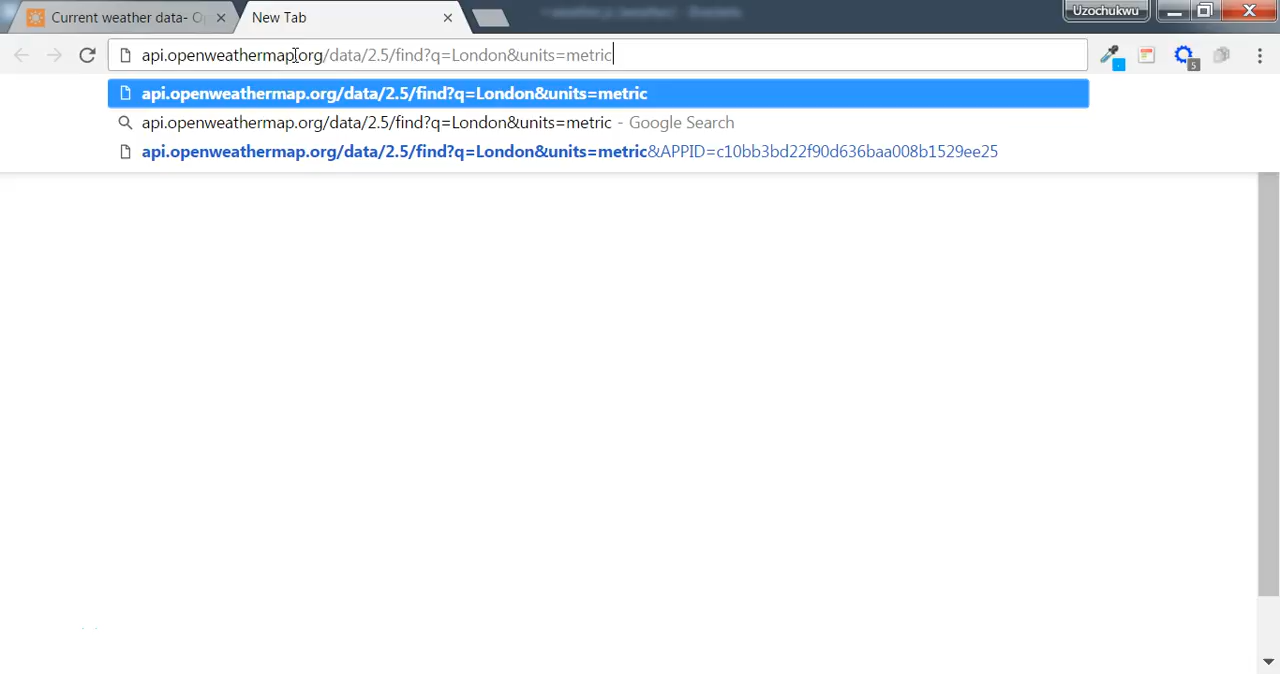 Current weather data- O
New Tab
Uzochukwu
api.openweathermap.org/data/2.5/find?q=London&units=metric
5
api.openweathermap.org/data/2.5/find?q=London&units=metric
api.openweathermap.org/data/2.5/find?q=London&units=metric - Google Search
api.openweathermap.org/data/2.5/find?q=London&units=metric&APPID=c10bb3bd22f90d636baa008b1529ee25